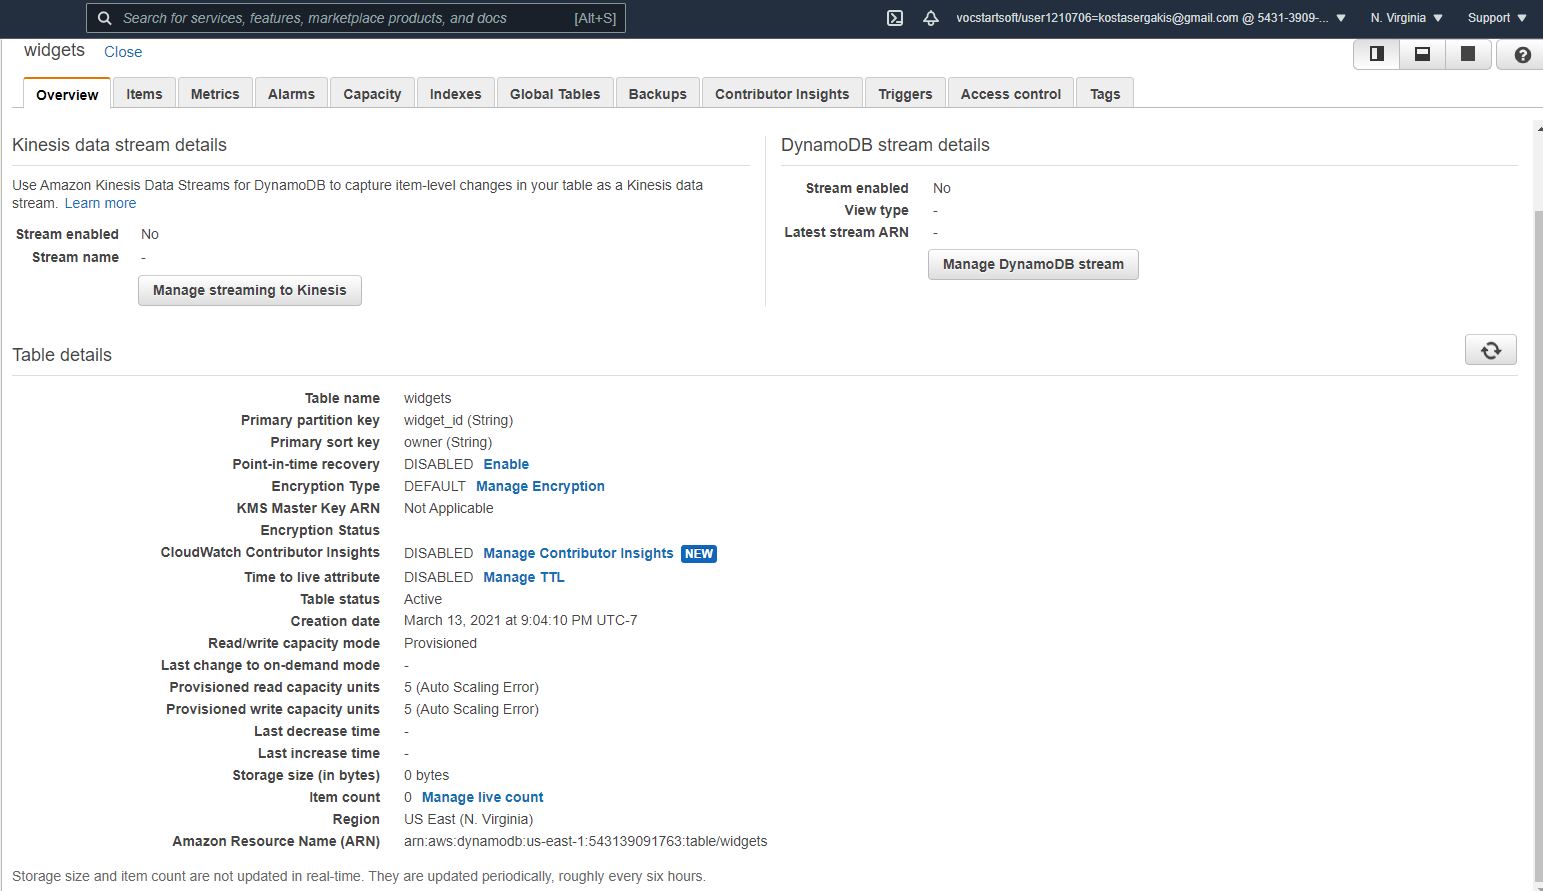 Search for services, features, marketplace products, and docs [Alt+S] vocstartsoft/user1210706=kostasergakis@gmail.com @ 5431-3909-... N. Virginia Support
widgets Close
Overview Items Metrics Alarms Capacity Indexes Global Tables Backups Contributor Insights Triggers Access control Tags
Kinesis data stream details
Use Amazon Kinesis Data Streams for DynamoDB to capture item-level changes in your table as a Kinesis data
stream. Learn more
Stream enabled No
Stream name -
Manage streaming to Kinesis
DynamoDB stream details
Stream enabled No
View type -
Latest stream ARN -
Manage DynamoDB stream
Table details
Table name widgets
Primary partition key widget_id (String)
Primary sort key owner (String)
Point-in-time recovery DISABLED Enable
Encryption Type DEFAULT Manage Encryption
KMS Master Key ARN Not Applicable
Encryption Status
CloudWatch Contributor Insights DISABLED Manage Contributor Insights NEW
Time to live attribute DISABLED Manage TTL
Table status Active
Creation date March 13, 2021 at 9:04:10 PM UTC-7
Read/write capacity mode Provisioned
Last change to on-demand mode -
Provisioned read capacity units 5 (Auto Scaling Error)
Provisioned write capacity units 5 (Auto Scaling Error)
Last decrease time -
Last increase time -
Storage size (in bytes) 0 bytes
Item count 0 Manage live count
Region US East (N. Virginia)
Amazon Resource Name (ARN) arn:aws:dynamodb:us-east-1:543139091763:table/widgets
Storage size and item count are not updated in real-time. They are updated periodically, roughly every six hours.